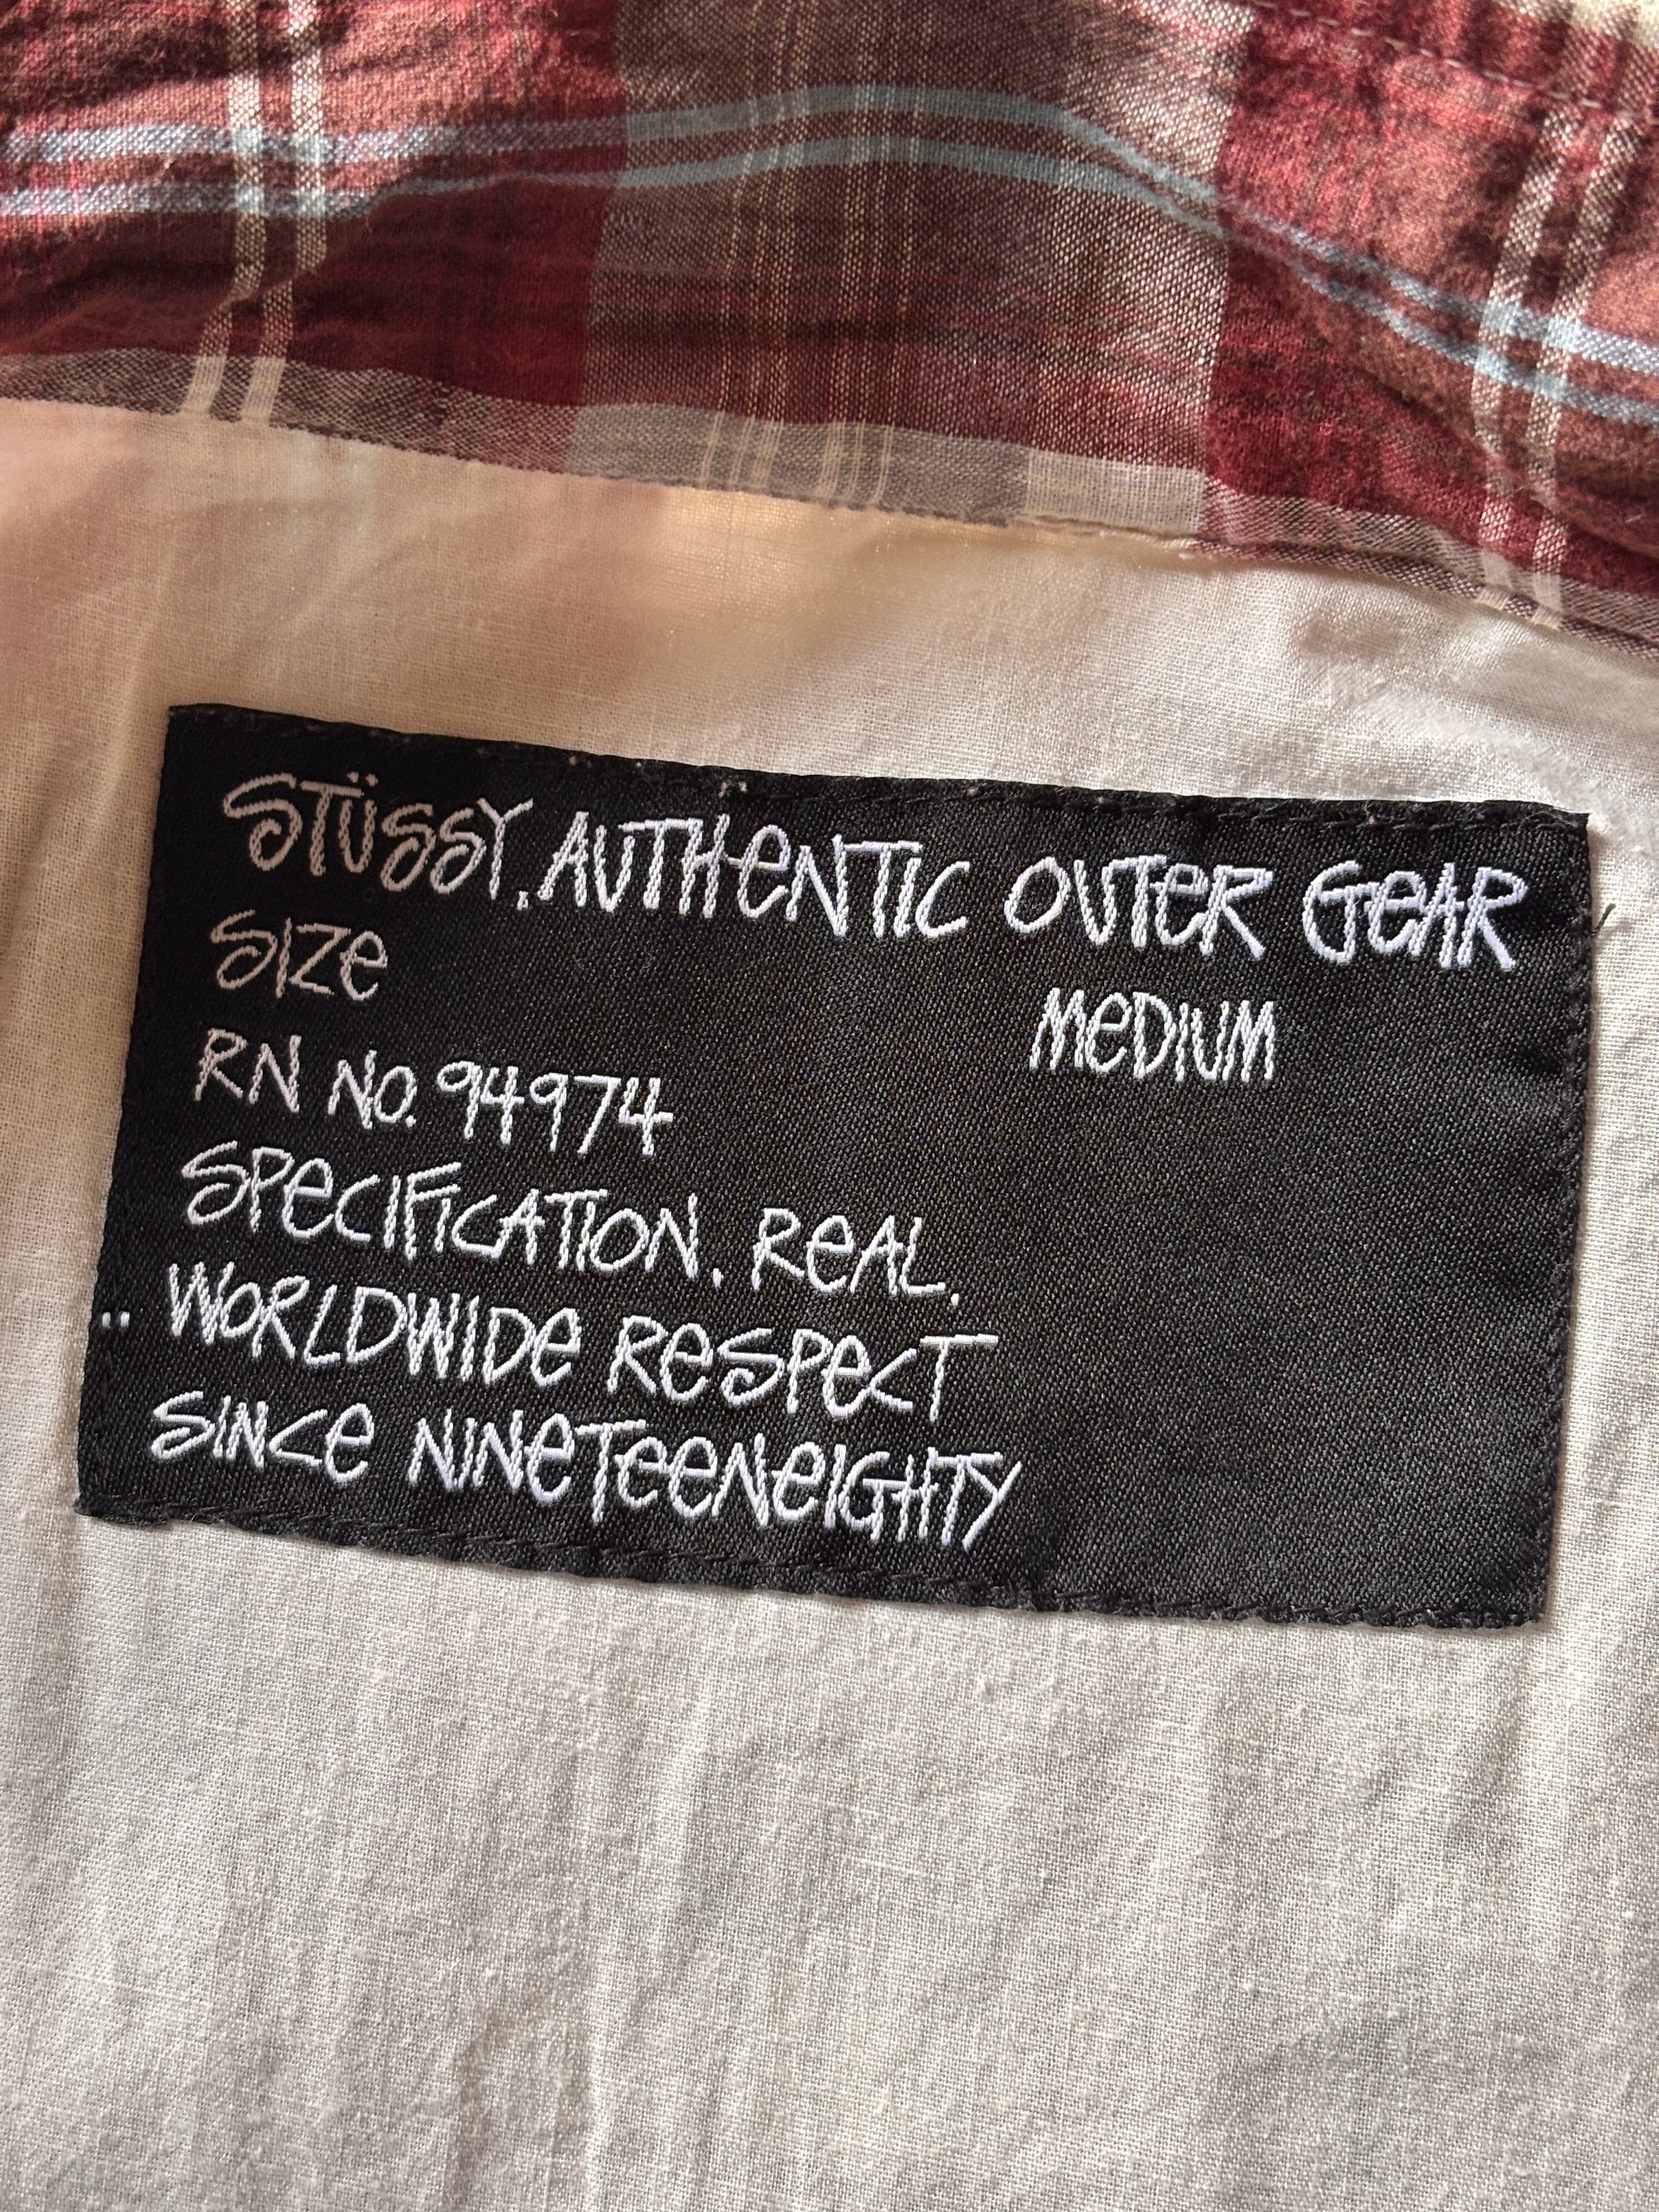 STÜSSY. AUTHENTIC OUTER GEAR
SIZE MEDIUM
RN NO. 94974
SPECIFICATION. REAL.
¨ WORLDWIDE RESPECT
SINCE NINETEENEIGHTY